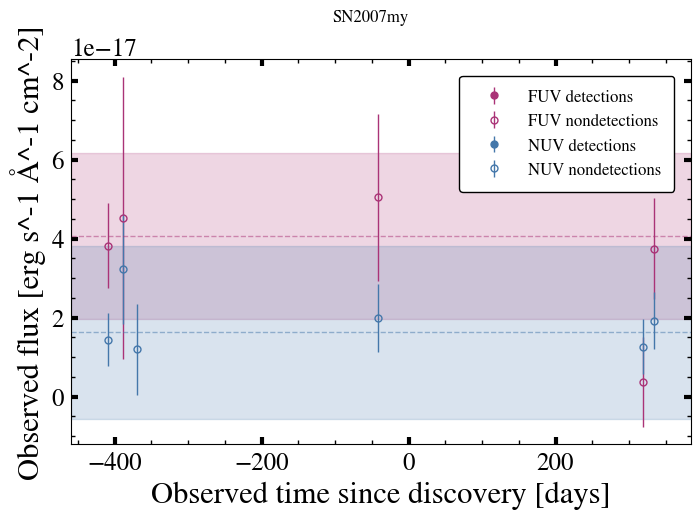 SN2007my
1e−17
8
6
4
2
0
−400
−200
0
200
Observed time since discovery [days]
Observed flux [erg s^-1 Å^-1 cm^-2]
FUV detections
FUV nondetections
NUV detections
NUV nondetections